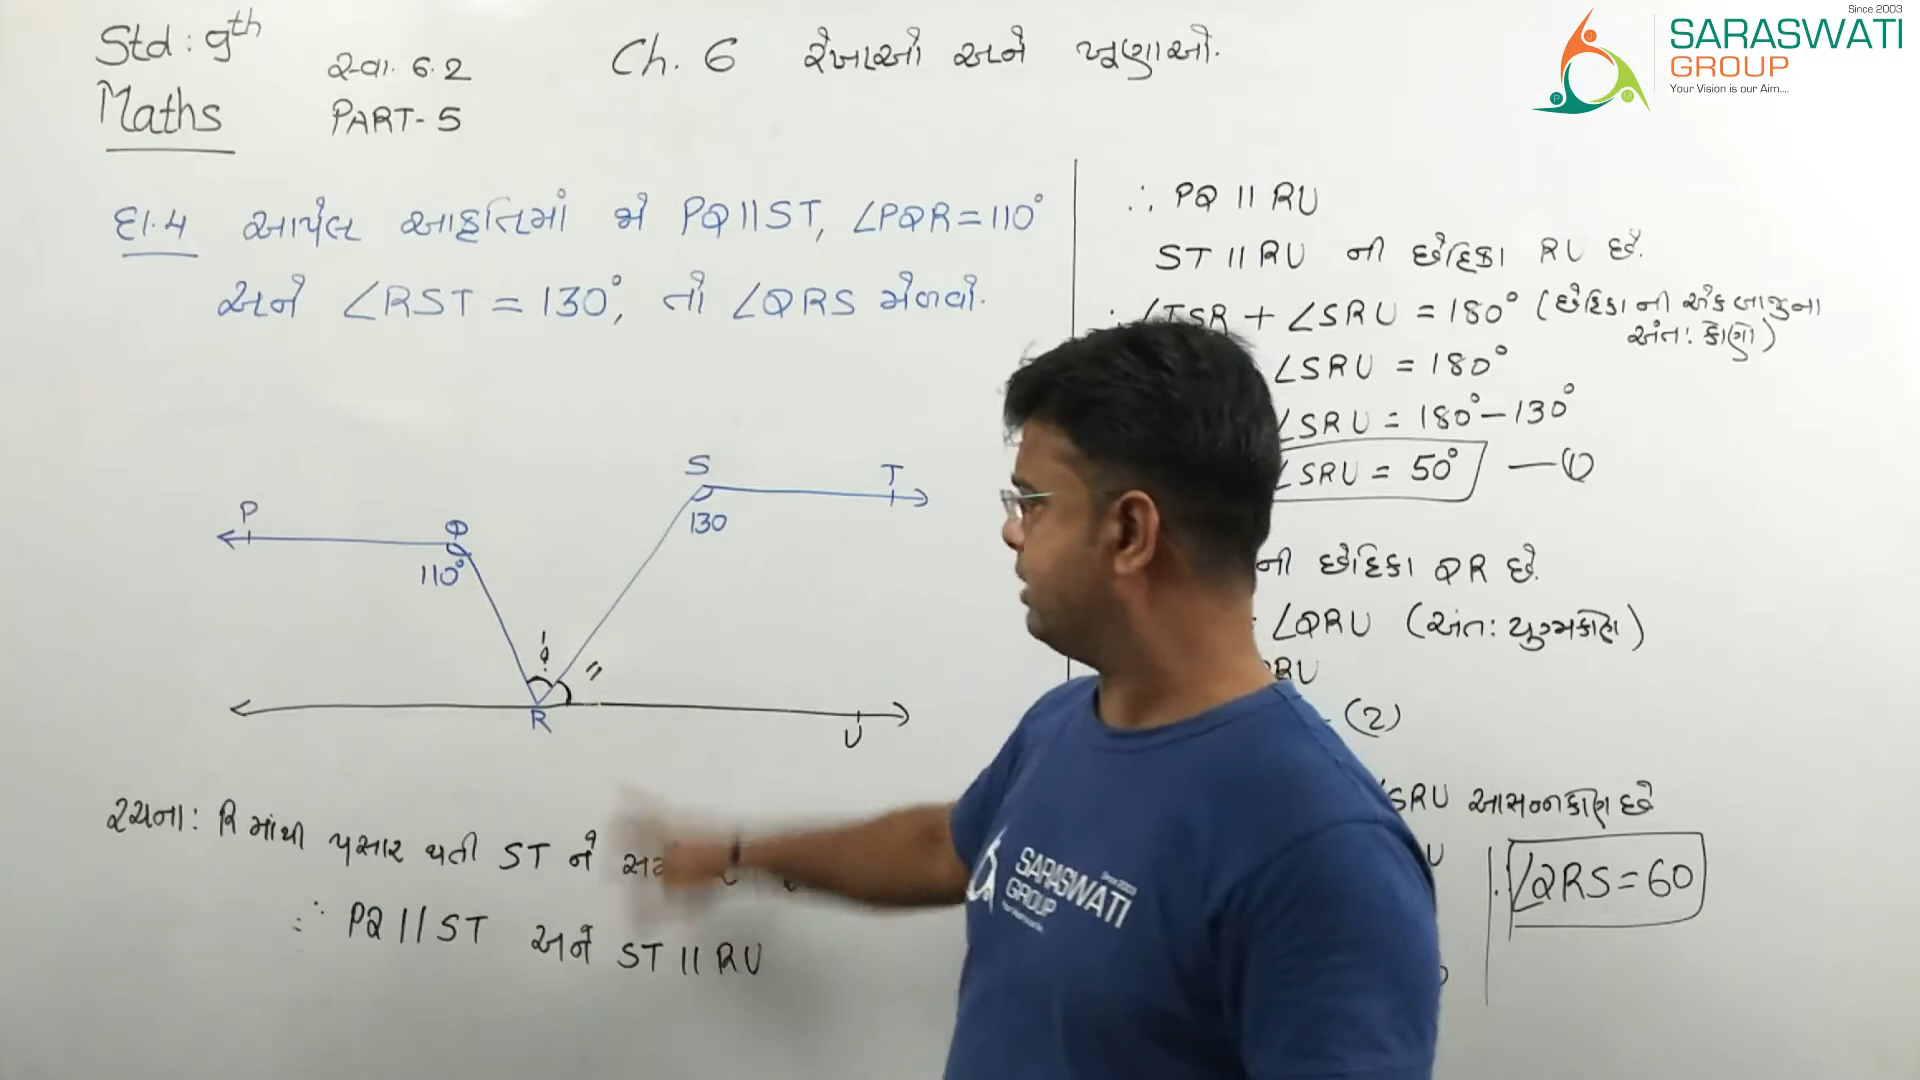 Std: 9th
Maths
સ્વા. 6.2
PART-5
Ch. 6 રેખાઓ અને ખૂણાઓ.
Since 2003
SARASWATI
GROUP
Your Vision is our Aim....
દા.4 આપેલ આકૃતિમાં જો PQ||ST, ∠PQR=110°
અને ∠RST = 130°, તો ∠QRS મેળવો.
S
T
130
P
Q
110°
R
U
રચના: R માંથી પસાર થતી ST ને
∴ PQ || ST અને ST || RU
∴ PQ || RU
ST || RU ની છેદિકા RU છે.
∴ ∠TSR + ∠SRU = 180° (છેદિકા ની એક બાજુના
અંત: કોણો)
∠SRU = 180°
∠SRU = 180°-130°
∠SRU = 50° —①
ની છેદિકા QR છે.
∠QRU (અંત: યુગ્મકોણ)
RU
(2)
SRU આસન્નકોણ છે
U
∠QRS = 60
SARASWATI
GROUP